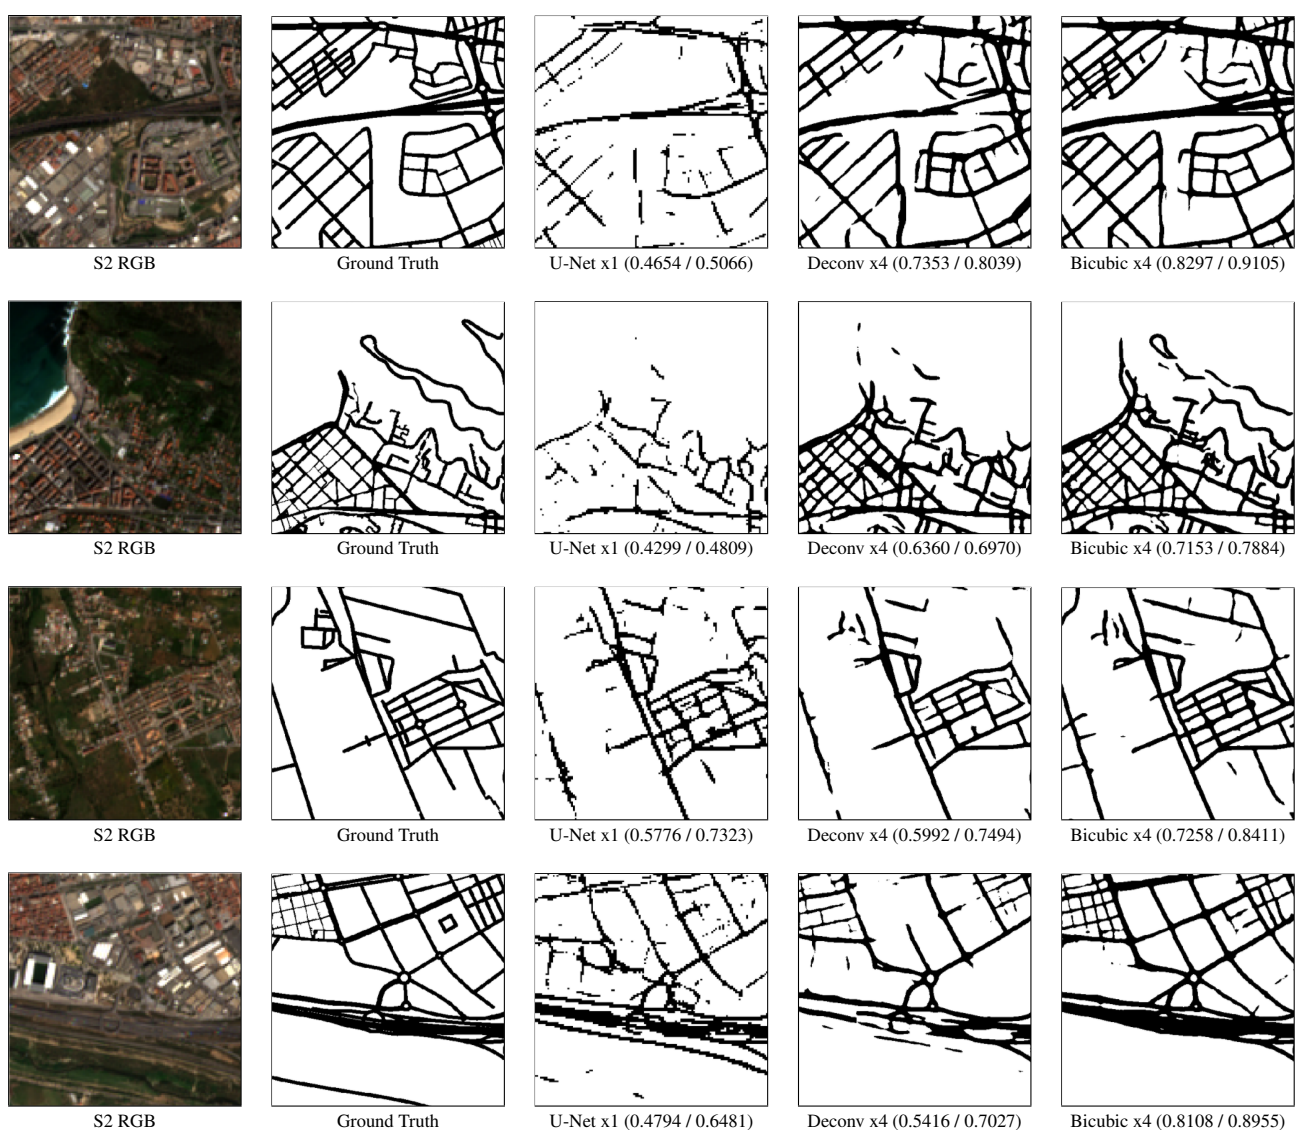 S2 RGB Ground Truth U-Net x1 (0.4654 / 0.5066) Deconv x4 (0.7353 / 0.8039) Bicubic x4 (0.8297 / 0.9105)
S2 RGB Ground Truth U-Net x1 (0.4299 / 0.4809) Deconv x4 (0.6360 / 0.6970) Bicubic x4 (0.7153 / 0.7884)
S2 RGB Ground Truth U-Net x1 (0.5776 / 0.7323) Deconv x4 (0.5992 / 0.7494) Bicubic x4 (0.7258 / 0.8411)
S2 RGB Ground Truth U-Net x1 (0.4794 / 0.6481) Deconv x4 (0.5416 / 0.7027) Bicubic x4 (0.8108 / 0.8955)